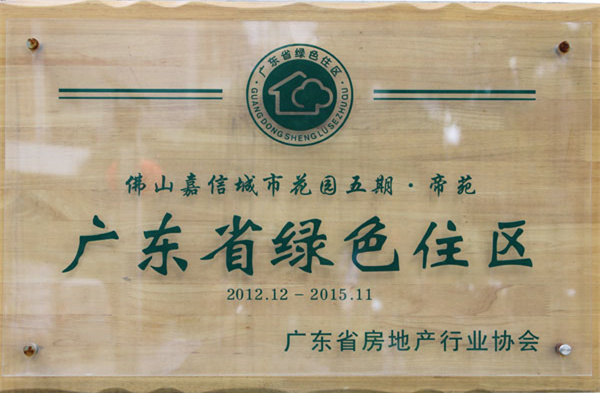 ·广东省绿色住区·
GUANGDONGSHENGLUSEZHUQU
佛山嘉信城市花园五期·帝苑
广东省绿色住区
2012.12－2015.11
广东省房地产行业协会